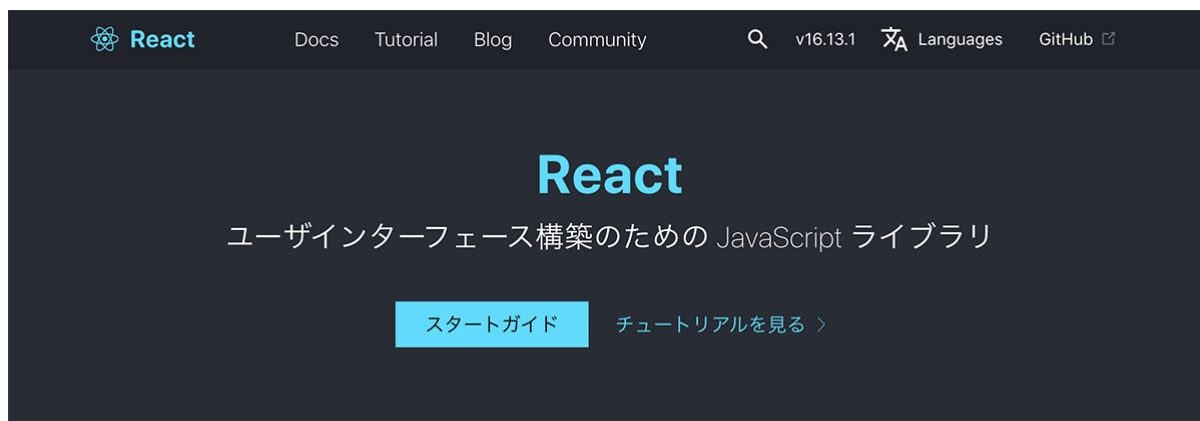 React Docs Tutorial Blog Community v16.13.1 Languages GitHub
React
ユーザインターフェース構築のための JavaScript ライブラリ
スタートガイド チュートリアルを見る